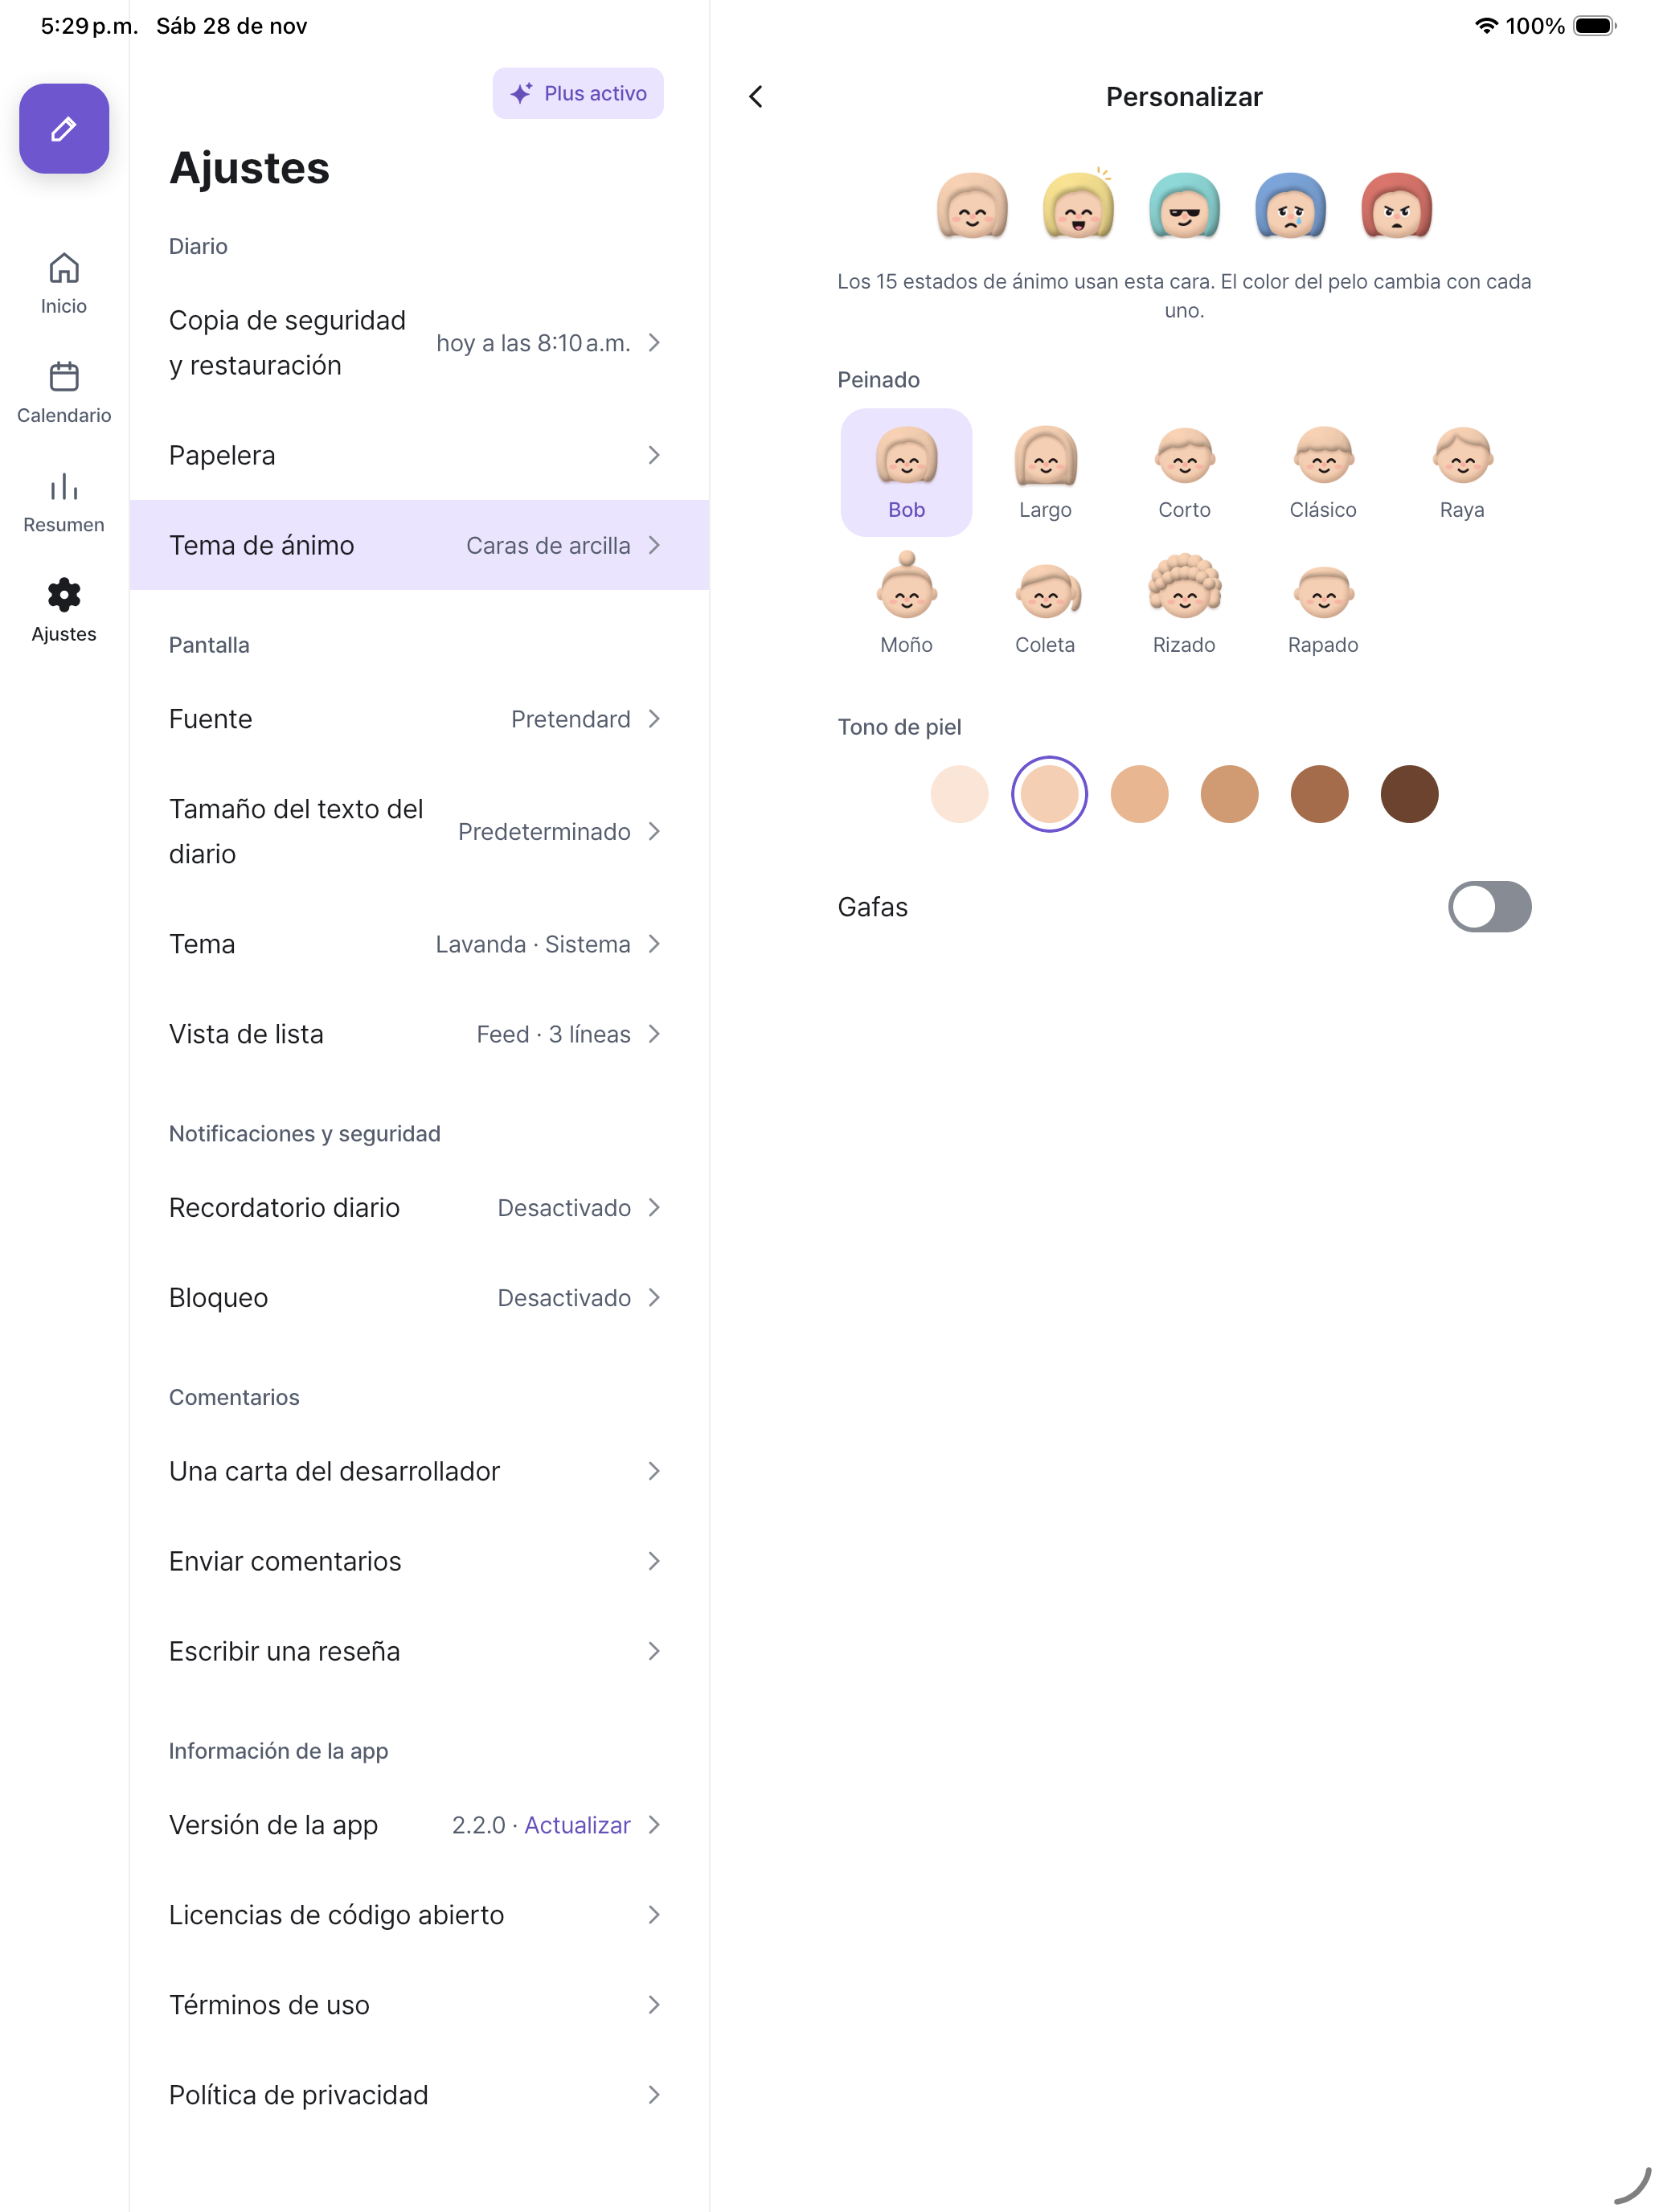 5:29 p.m. Sáb 28 de nov
100%
Inicio
Calendario
Resumen
Ajustes
Plus activo
Ajustes
Diario
Copia de seguridad
y restauración
hoy a las 8:10 a.m.
Papelera
Tema de ánimo
Caras de arcilla
Pantalla
Fuente
Pretendard
Tamaño del texto del
diario
Predeterminado
Tema
Lavanda · Sistema
Vista de lista
Feed · 3 líneas
Notificaciones y seguridad
Recordatorio diario
Desactivado
Bloqueo
Desactivado
Comentarios
Una carta del desarrollador
Enviar comentarios
Escribir una reseña
Información de la app
Versión de la app
2.2.0 · Actualizar
Licencias de código abierto
Términos de uso
Política de privacidad
Personalizar
Los 15 estados de ánimo usan esta cara. El color del pelo cambia con cada
uno.
Peinado
Bob
Largo
Corto
Clásico
Raya
Moño
Coleta
Rizado
Rapado
Tono de piel
Gafas